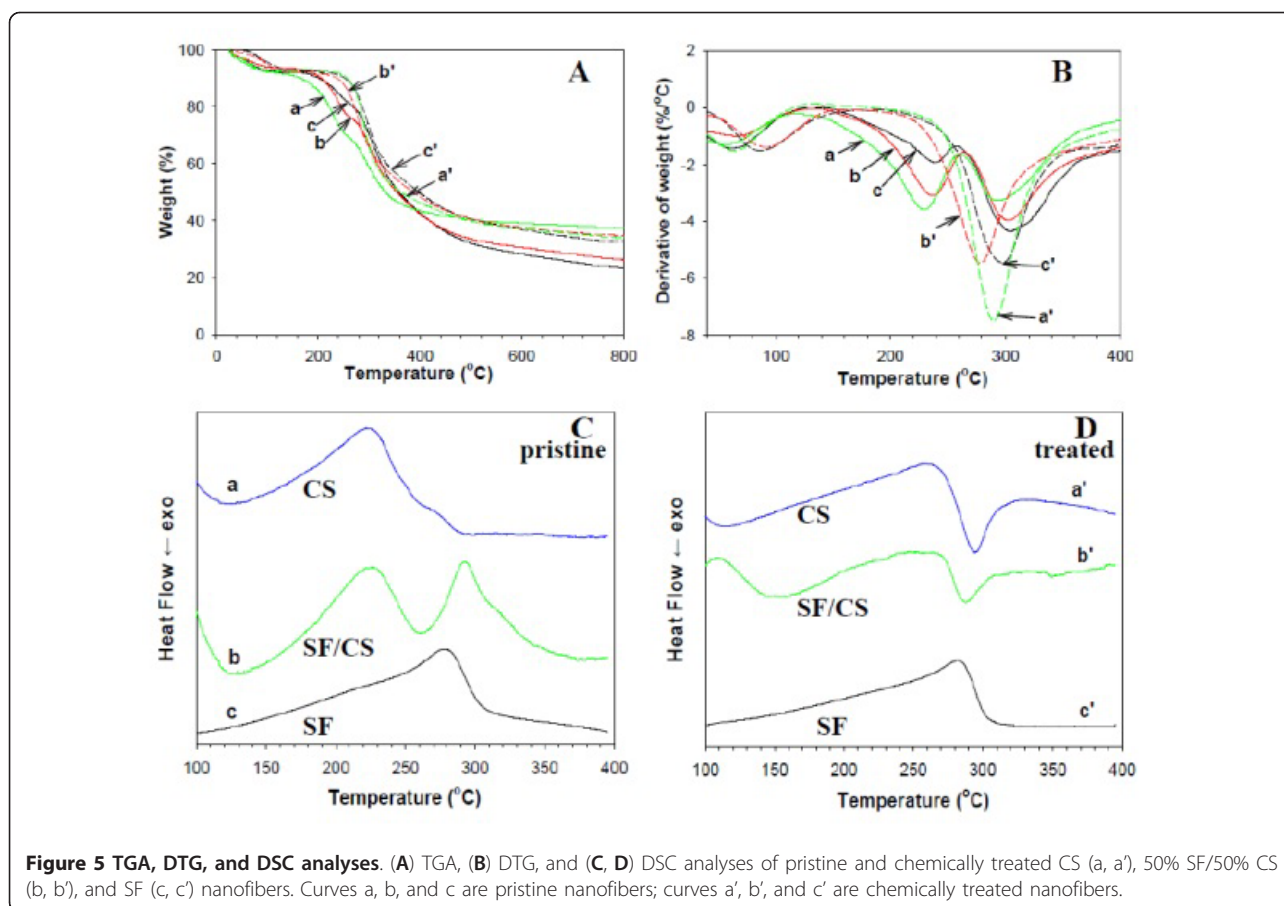 100
80
60
40
20
0
Weight (%)
A
b'
a
c
b
c'
a'
0
200
400
600
800
Temperature (°C)
2
0
-2
-4
-6
-8
Derivative of weight (%/°C)
B
a
b
c
b'
c'
a'
100
200
300
400
Temperature (°C)
C
pristine
a
CS
b
SF/CS
c
SF
Heat Flow ← exo
100
150
200
250
300
350
400
Temperature (°C)
D
treated
a'
CS
b'
SF/CS
c'
SF
Heat Flow ← exo
100
150
200
250
300
350
400
Temperature (°C)
Figure 5 TGA, DTG, and DSC analyses. (A) TGA, (B) DTG, and (C, D) DSC analyses of pristine and chemically treated CS (a, a'), 50% SF/50% CS
(b, b'), and SF (c, c') nanofibers. Curves a, b, and c are pristine nanofibers; curves a', b', and c' are chemically treated nanofibers.